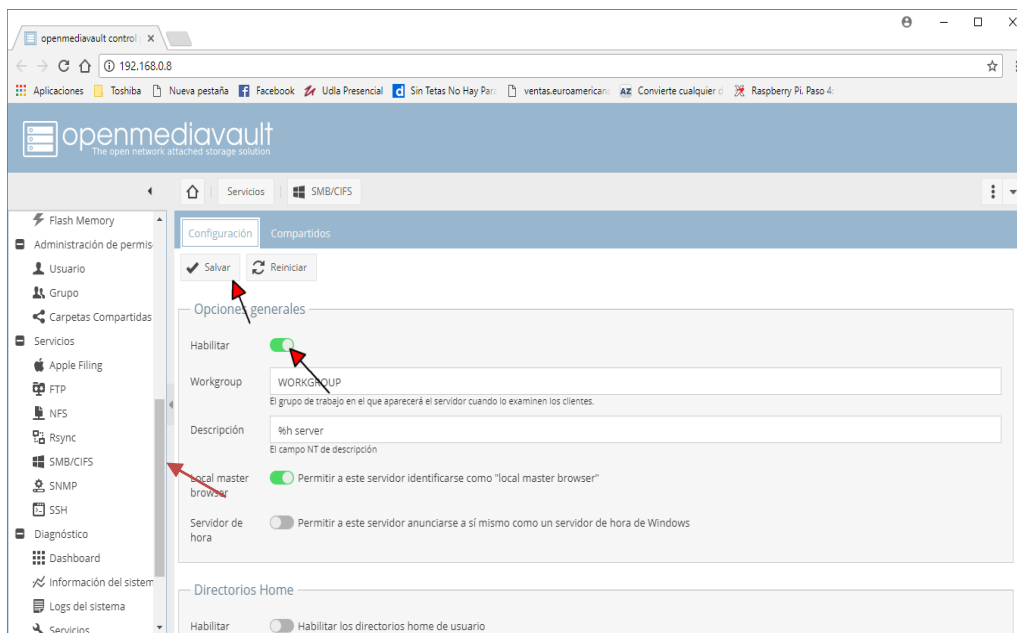 openmediavault control
192.168.0.8
Aplicaciones Toshiba Nueva pestaña Facebook Udla Presencial Sin Tetas No Hay Par ventas.euroamerican AZ Convierte cualquier d Raspberry Pi. Paso 4:
openmediavault
The open network attached storage solution
Servicios SMB/CIFS
Flash Memory
Administración de permis
Usuario
Grupo
Carpetas Compartidas
Servicios
Apple Filing
FTP
NFS
Rsync
SMB/CIFS
SNMP
SSH
Diagnóstico
Dashboard
Información del sistem
Logs del sistema
Servicios
Configuración Compartidos
Salvar Reiniciar
Opciones generales
Habilitar
Workgroup WORKGROUP
El grupo de trabajo en el que aparecerá el servidor cuando lo examinen los clientes.
Descripción %h server
El campo NT de descripción
Local master browser Permitir a este servidor identificarse como "local master browser"
Servidor de hora Permitir a este servidor anunciarse a sí mismo como un servidor de hora de Windows
Directorios Home
Habilitar Habilitar los directorios home de usuario